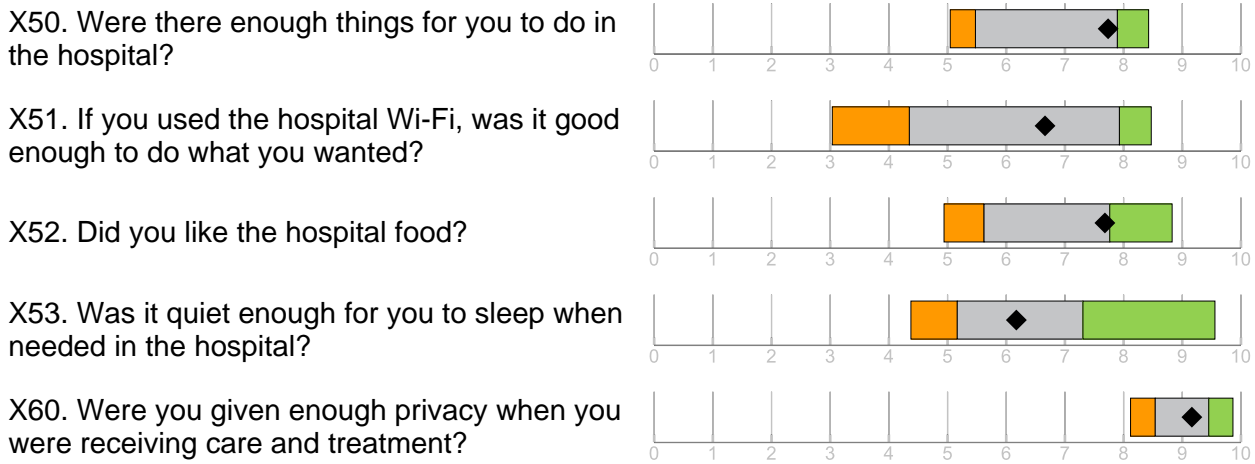 X50. Were there enough things for you to do in
the hospital?
0 1 2 3 4 5 6 7 8 9 10
X51. If you used the hospital Wi-Fi, was it good
enough to do what you wanted?
0 1 2 3 4 5 6 7 8 9 10
X52. Did you like the hospital food?
0 1 2 3 4 5 6 7 8 9 10
X53. Was it quiet enough for you to sleep when
needed in the hospital?
0 1 2 3 4 5 6 7 8 9 10
X60. Were you given enough privacy when you
were receiving care and treatment?
0 1 2 3 4 5 6 7 8 9 10